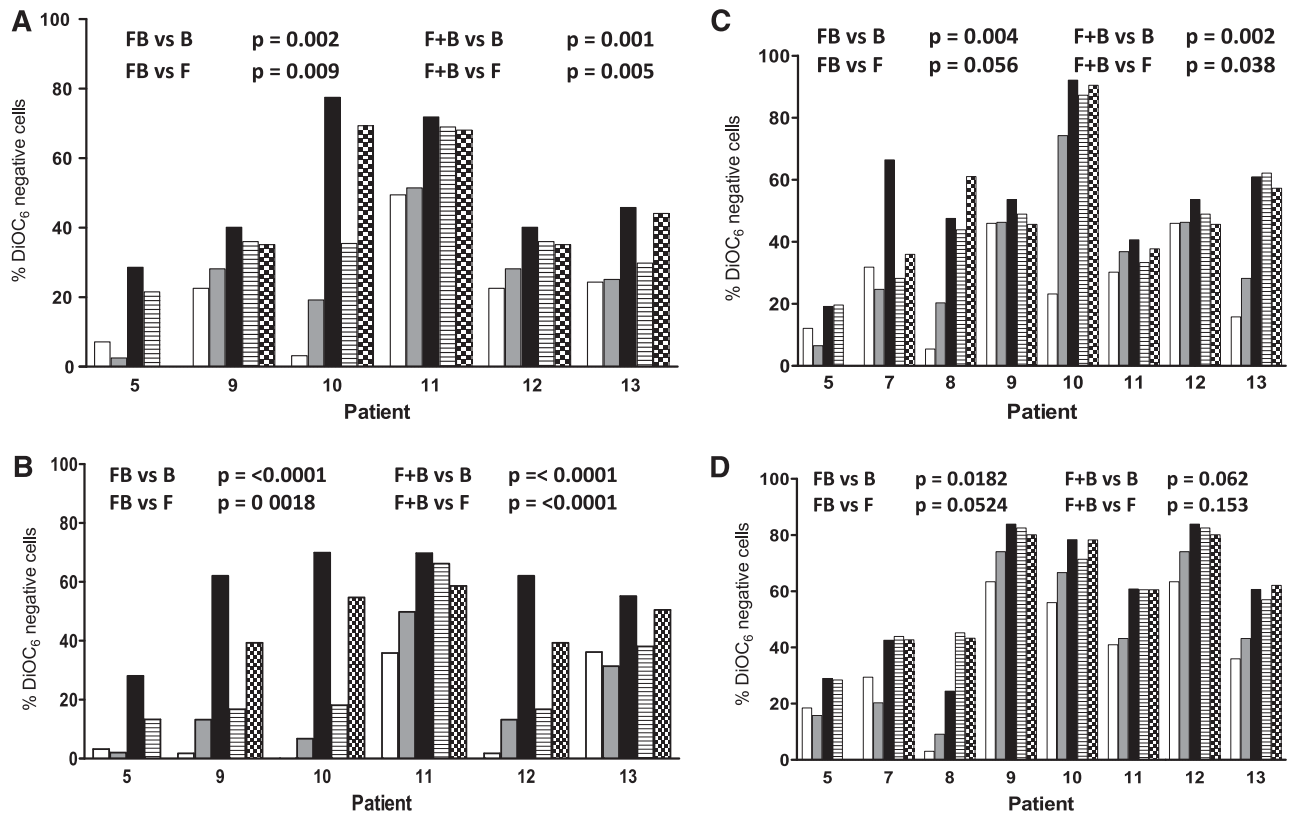 A
FB vs B p = 0.002 F+B vs B p = 0.001
FB vs F p = 0.009 F+B vs F p = 0.005
% DiOC6 negative cells
100
80
60
40
20
0
5 9 10 11 12 13
Patient
B
FB vs B p = <0.0001 F+B vs B p =< 0.0001
FB vs F p = 0 0018 F+B vs F p = <0.0001
% DiOC6 negative cells
100
80
60
40
20
0
5 9 10 11 12 13
Patient
C
FB vs B p = 0.004 F+B vs B p = 0.002
FB vs F p = 0.056 F+B vs F p = 0.038
% DiOC6 negative cells
100
80
60
40
20
0
5 7 8 9 10 11 12 13
Patient
D
FB vs B p = 0.0182 F+B vs B p = 0.062
FB vs F p = 0.0524 F+B vs F p = 0.153
% DiOC6 negative cells
100
80
60
40
20
0
5 7 8 9 10 11 12 13
Patient